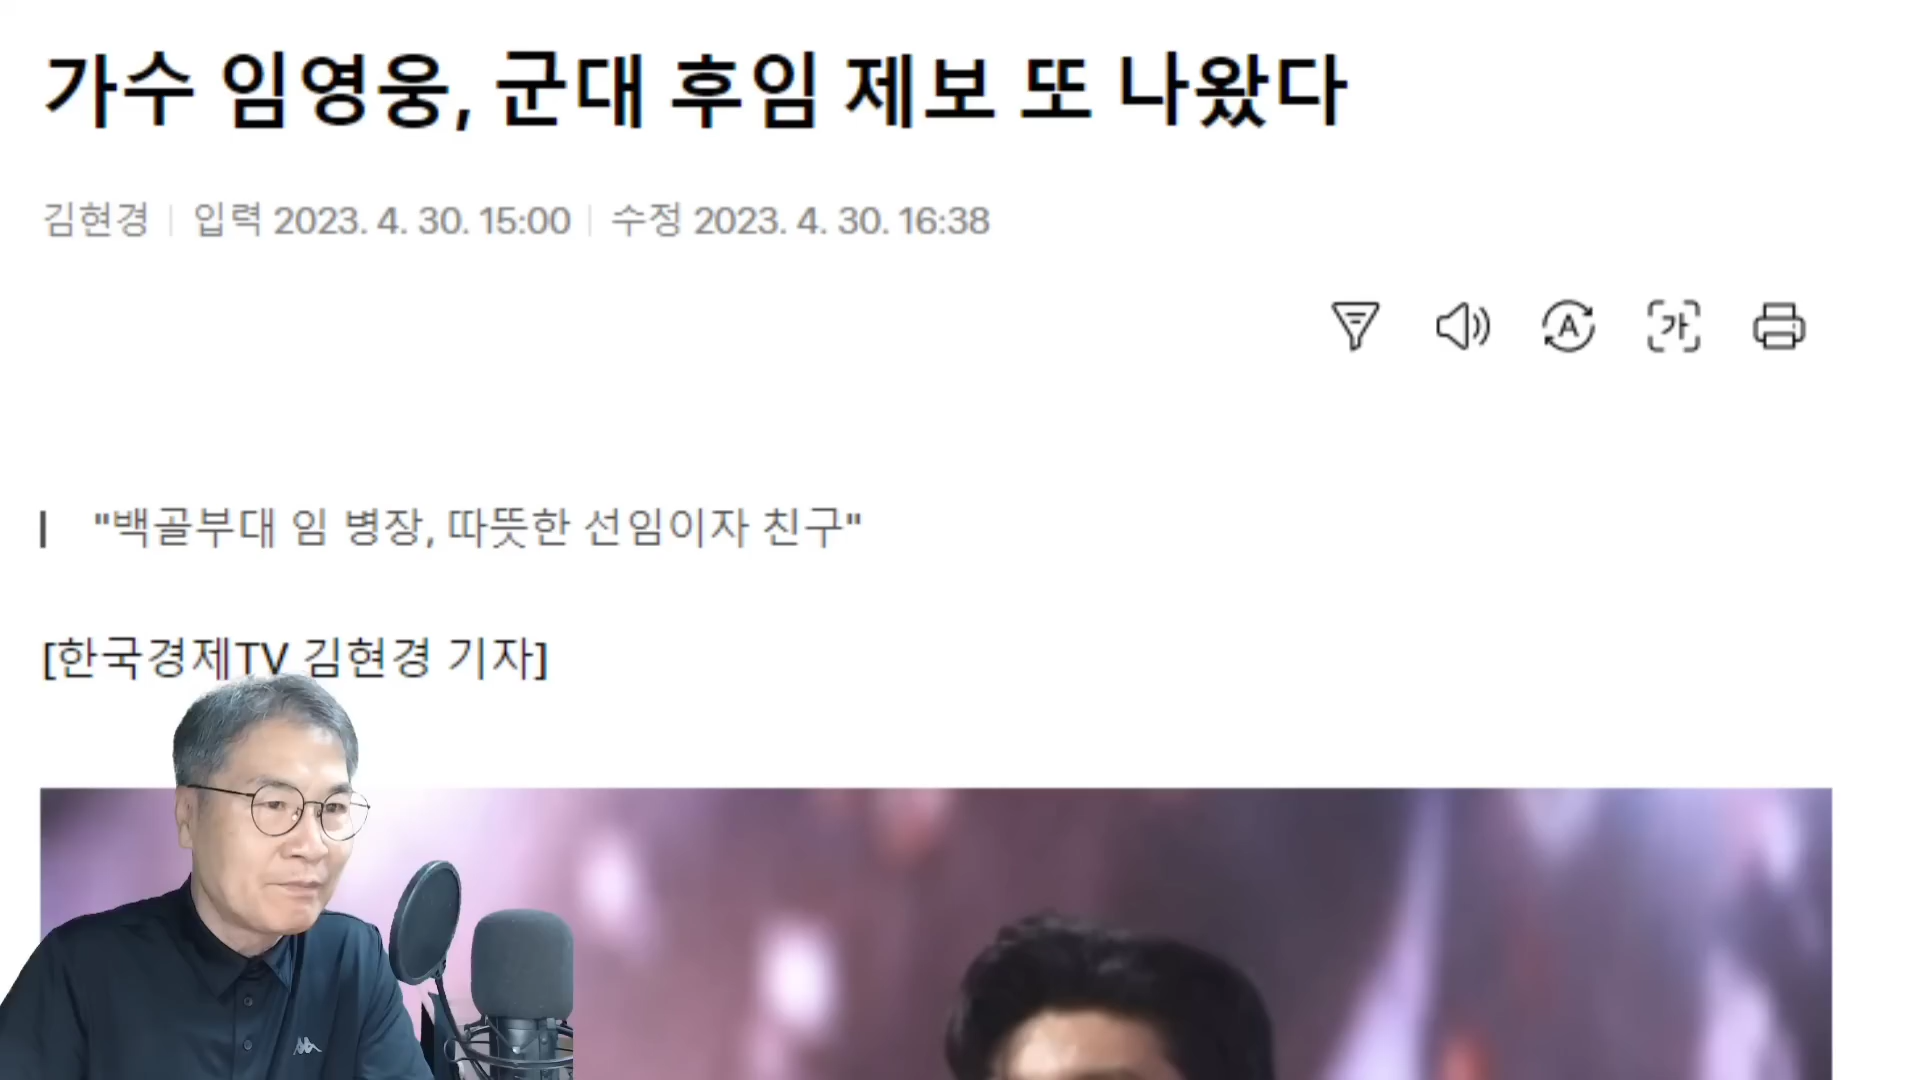 가수 임영웅, 군대 후임 제보 또 나왔다
김현경 | 입력 2023. 4. 30. 15:00 | 수정 2023. 4. 30. 16:38
A 가
"백골부대 임 병장, 따뜻한 선임이자 친구"
[한국경제TV 김현경 기자]